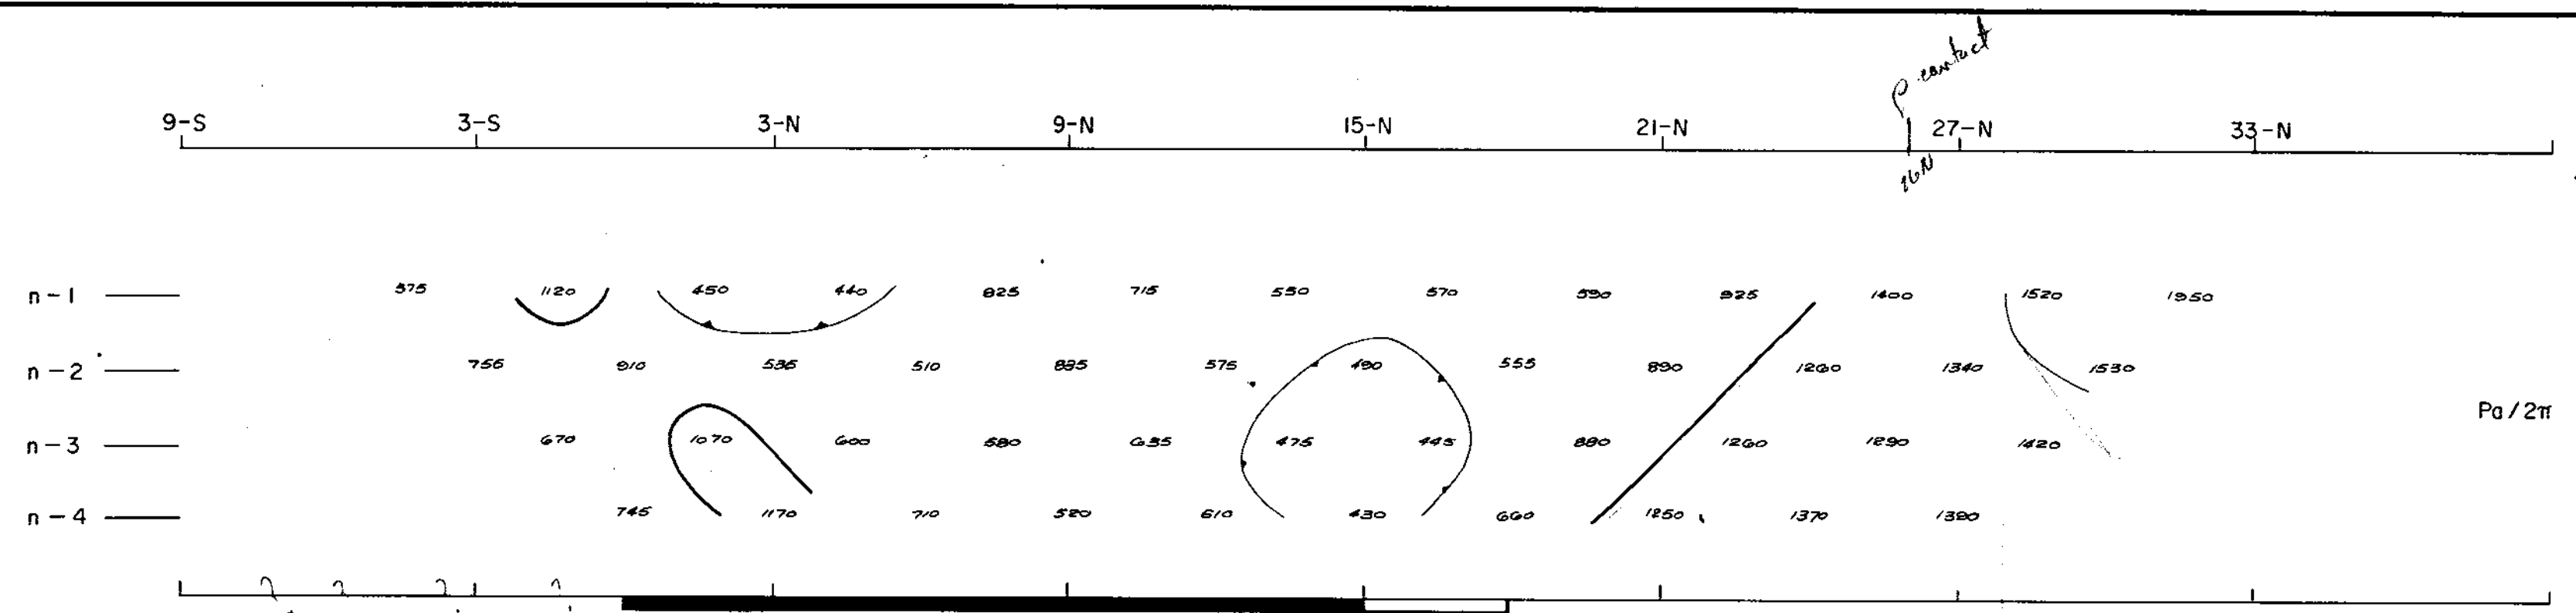 ρ contact
9-S 3-S 3-N 9-N 15-N 21-N 27-N 33-N
26N
n-1 575 1120 450 440 825 715 550 570 590 925 1400 1520 1950
n-2 755 910 535 510 885 575 490 555 890 1260 1340 1530
Pa/2π
n-3 670 1070 600 580 635 475 445 880 1260 1290 1420
n-4 745 1170 710 520 610 430 660 1250 1370 1380